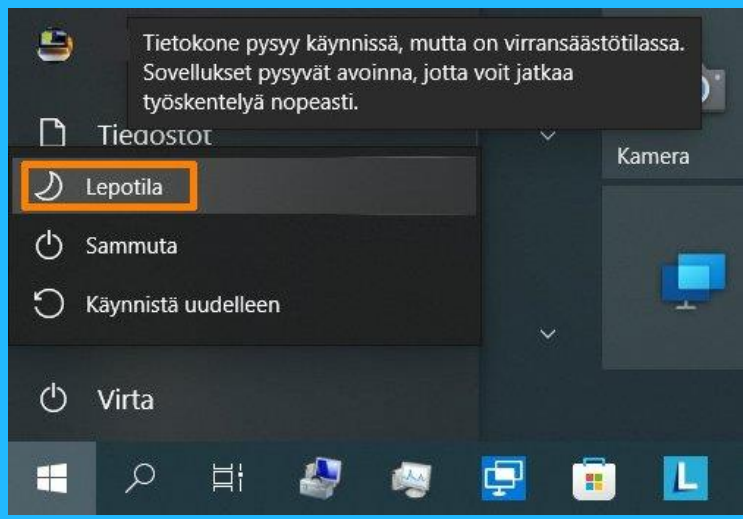 Tietokone pysyy käynnissä, mutta on virransäästötilassa.
Sovellukset pysyvät avoinna, jotta voit jatkaa
työskentelyä nopeasti.
Tiedostot
Kamera
Lepotila
Sammuta
Käynnistä uudelleen
Virta
L